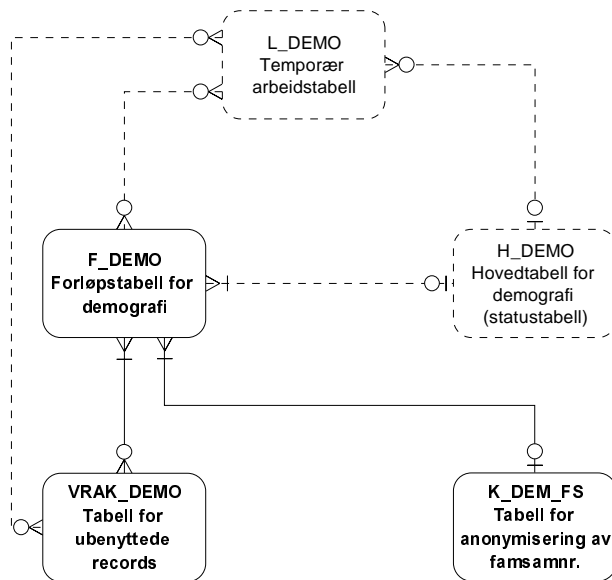 L_DEMO
Temporær
arbeidstabell
F_DEMO
Forløpstabell for
demografi
H_DEMO
Hovedtabell for
demografi
(statustabell)
VRAK_DEMO
Tabell for
ubenyttede
records
K_DEM_FS
Tabell for
anonymisering av
famsamnr.